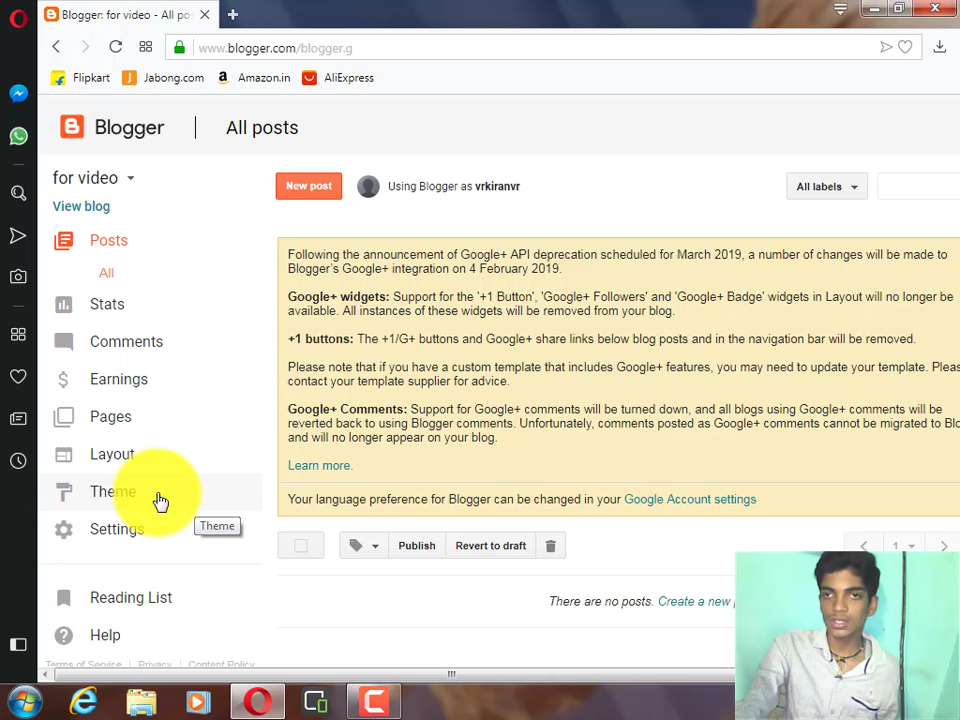 Blogger: for video - All po
www.blogger.com/blogger.g
Flipkart
Jabong.com
Amazon.in
AliExpress
Blogger
All posts
for video
View blog
New post
Using Blogger as vrkiranvr
All labels
Posts
All
Stats
Comments
Earnings
Pages
Layout
Theme
Settings
Theme
Reading List
Help
Terms of Service
Privacy
Content Policy
Following the announcement of Google+ API deprecation scheduled for March 2019, a number of changes will be made to
Blogger's Google+ integration on 4 February 2019.
Google+ widgets: Support for the '+1 Button', 'Google+ Followers' and 'Google+ Badge' widgets in Layout will no longer be
available. All instances of these widgets will be removed from your blog.
+1 buttons: The +1/G+ buttons and Google+ share links below blog posts and in the navigation bar will be removed.
Please note that if you have a custom template that includes Google+ features, you may need to update your template. Pleas
contact your template supplier for advice.
Google+ Comments: Support for Google+ comments will be turned down, and all blogs using Google+ comments will be
reverted back to using Blogger comments. Unfortunately, comments posted as Google+ comments cannot be migrated to Blo
and will no longer appear on your blog.
Learn more.
Your language preference for Blogger can be changed in your Google Account settings
Publish
Revert to draft
1
There are no posts. Create a new p